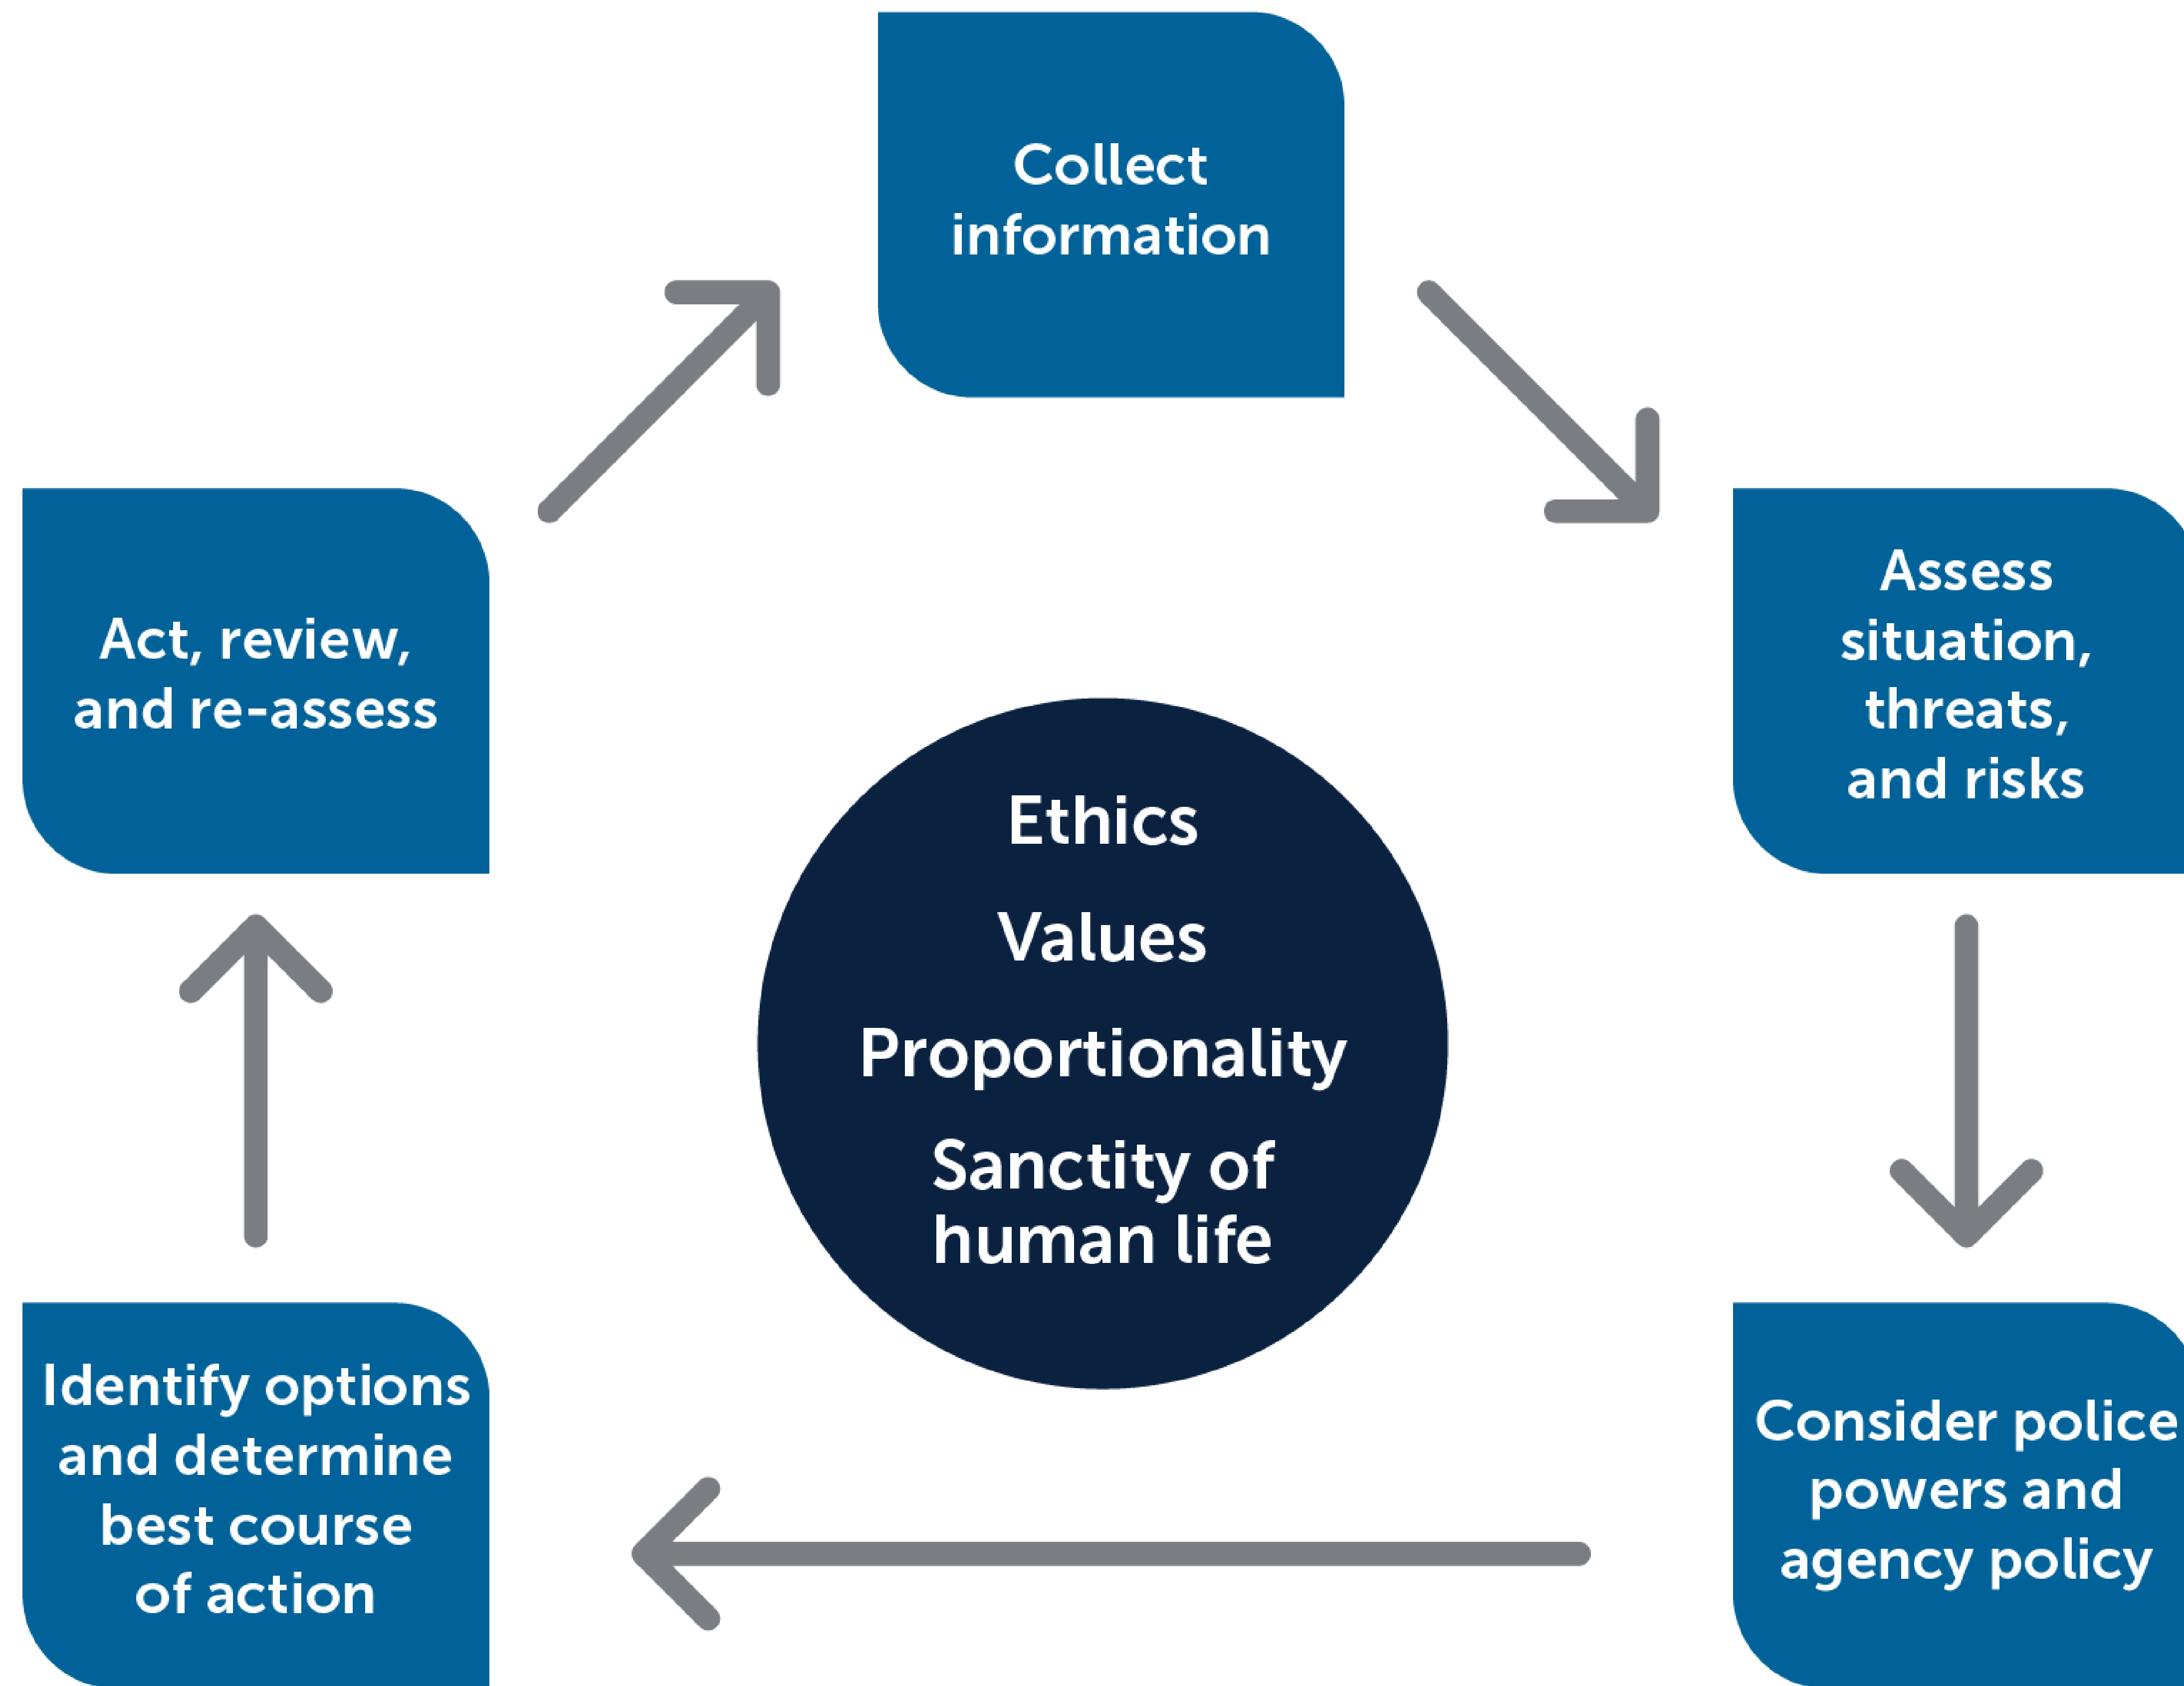 Collect
information
Assess
situation,
threats,
and risks
Consider police
powers and
agency policy
Identify options
and determine
best course
of action
Act, review,
and re-assess
Ethics
Values
Proportionality
Sanctity of
human life